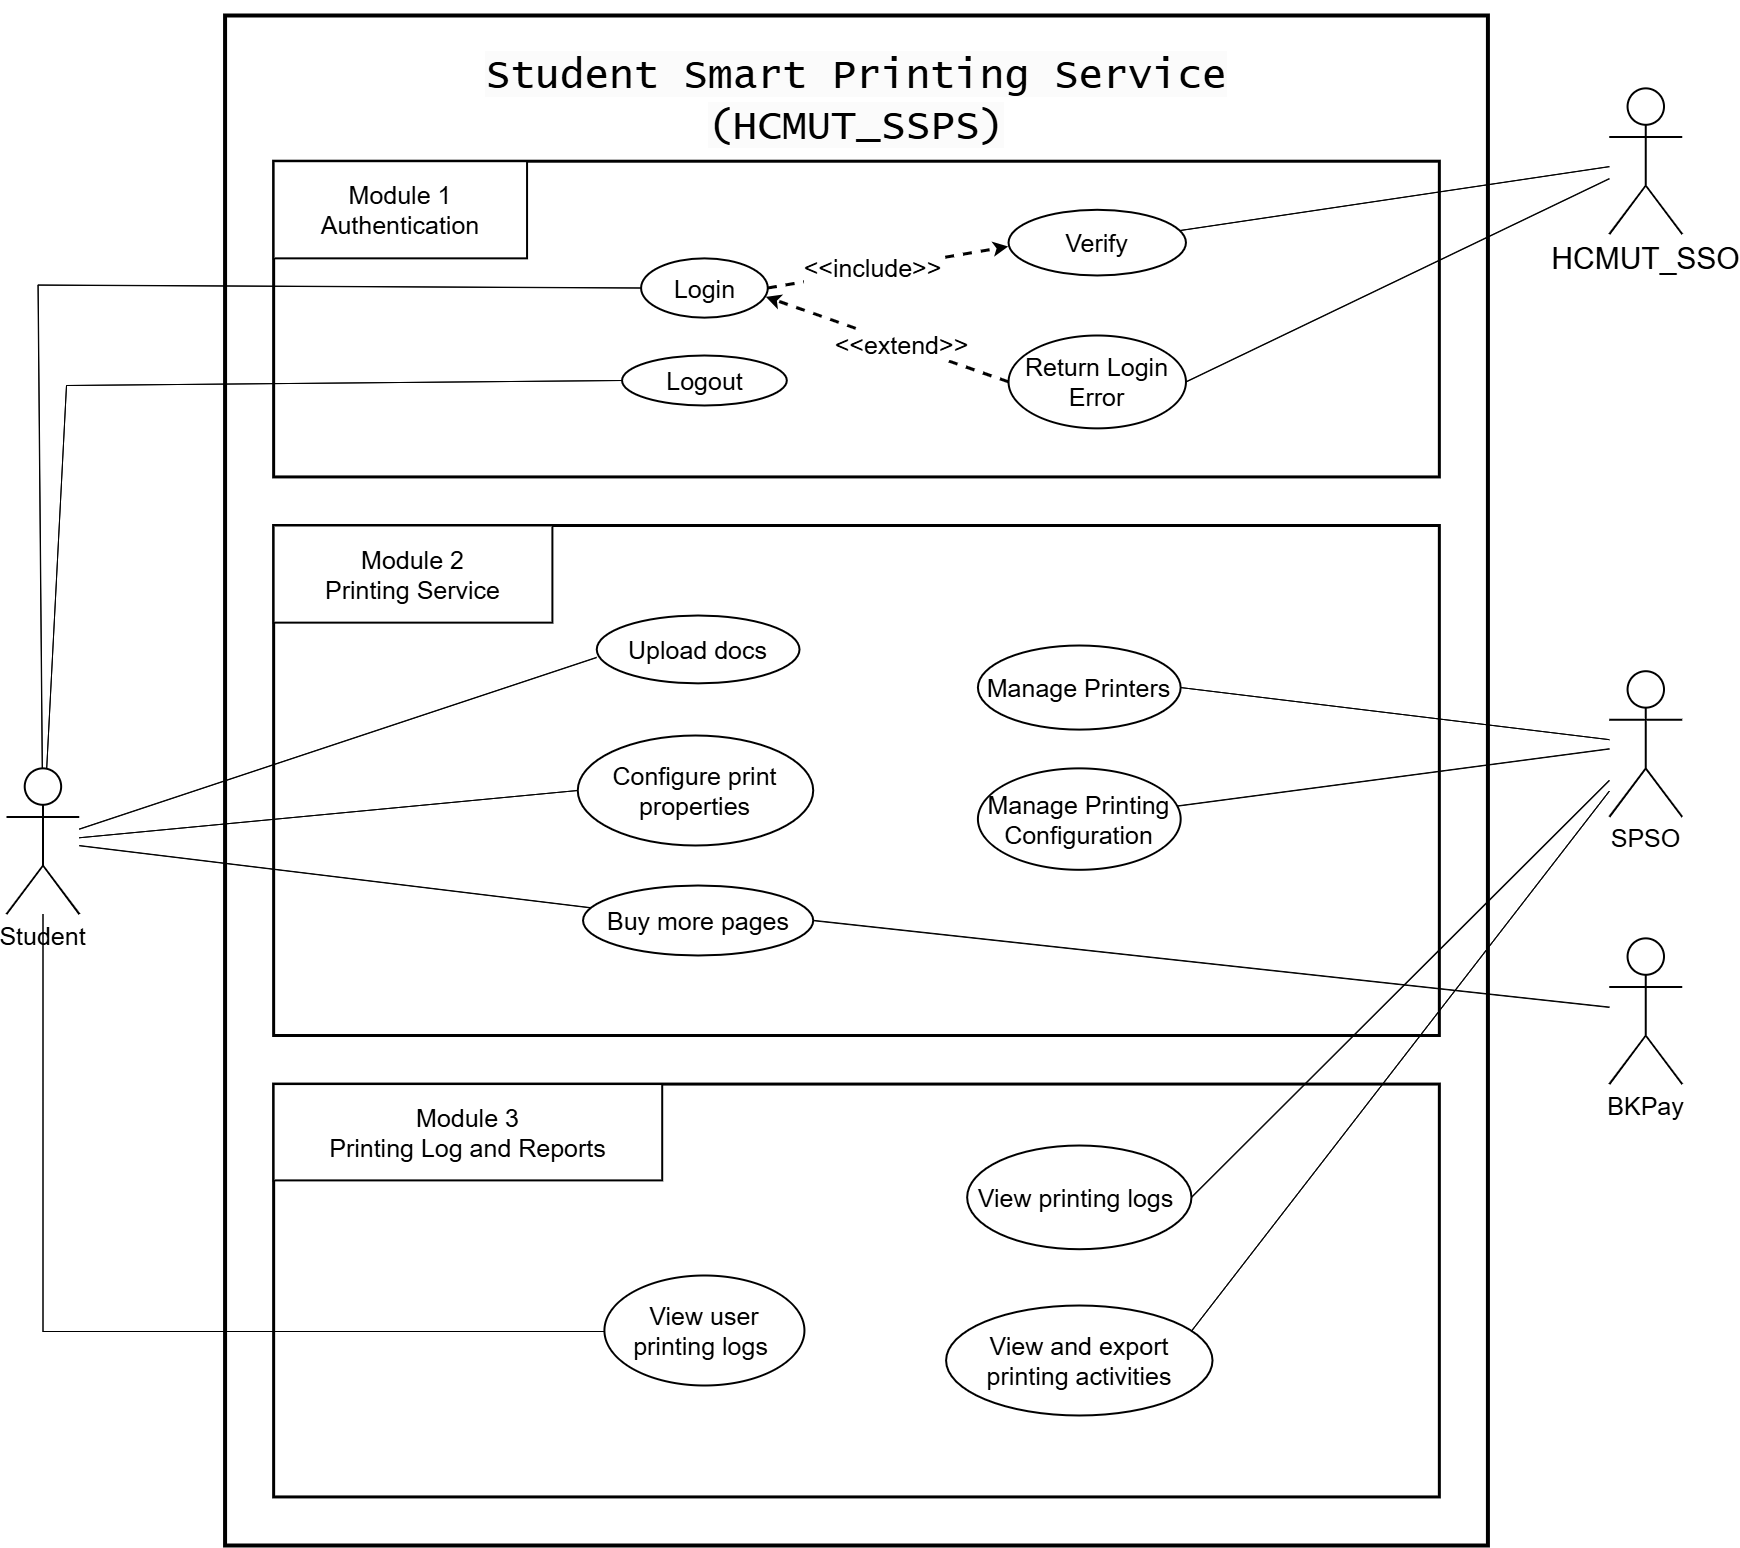 Student Smart Printing Service
(HCMUT_SSPS)
Module 1
Authentication
Verify
<<include>>
Login
<<extend>>
Return Login
Error
Logout
HCMUT_SSO
Module 2
Printing Service
Upload docs
Manage Printers
Configure print
properties
Manage Printing
Configuration
Buy more pages
Student
SPSO
BKPay
Module 3
Printing Log and Reports
View printing logs
View user
printing logs
View and export
printing activities